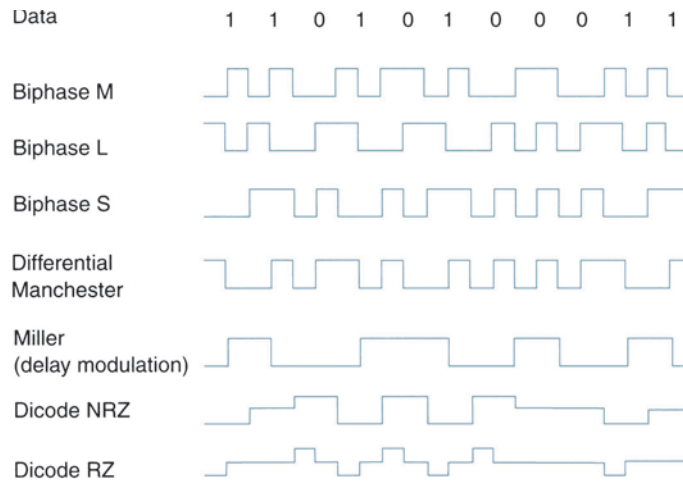 Data 1 1 0 1 0 1 0 0 0 1 1
Biphase M
Biphase L
Biphase S
Differential
Manchester
Miller
(delay modulation)
Dicode NRZ
Dicode RZ